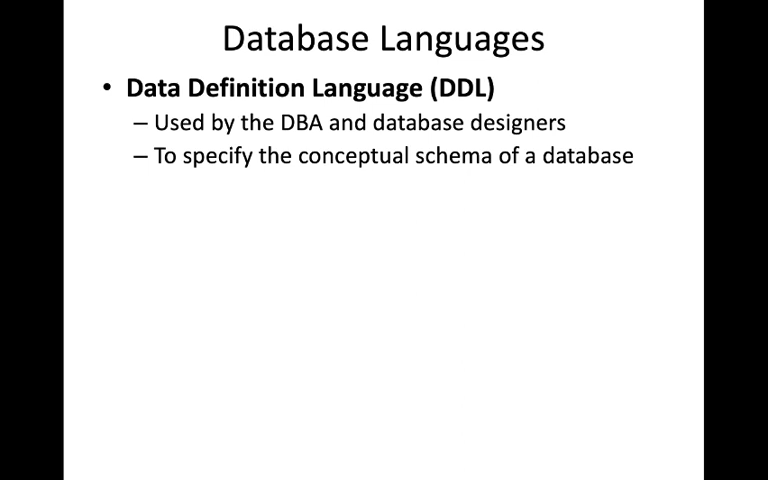 Database Languages
• Data Definition Language (DDL)
– Used by the DBA and database designers
– To specify the conceptual schema of a database